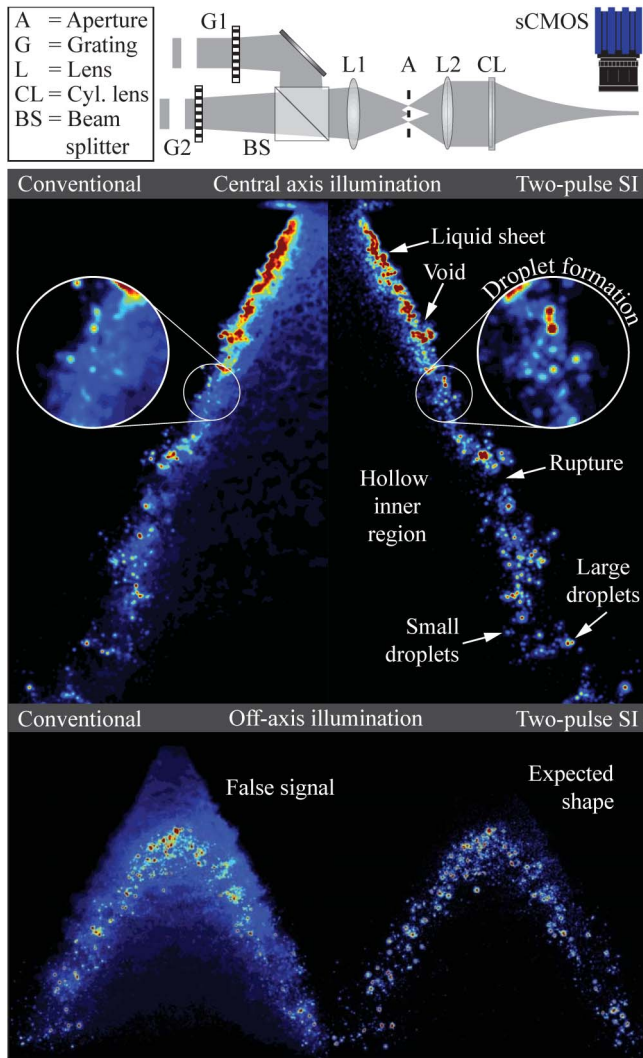 A = Aperture
G = Grating
L = Lens
CL = Cyl. lens
BS = Beam
splitter
G1
G2
BS
L1
A
L2
CL
sCMOS
Conventional
Central axis illumination
Two-pulse SI
Liquid sheet
Void
Droplet formation
Rupture
Hollow
inner
region
Large
droplets
Small
droplets
Conventional
Off-axis illumination
Two-pulse SI
False signal
Expected
shape